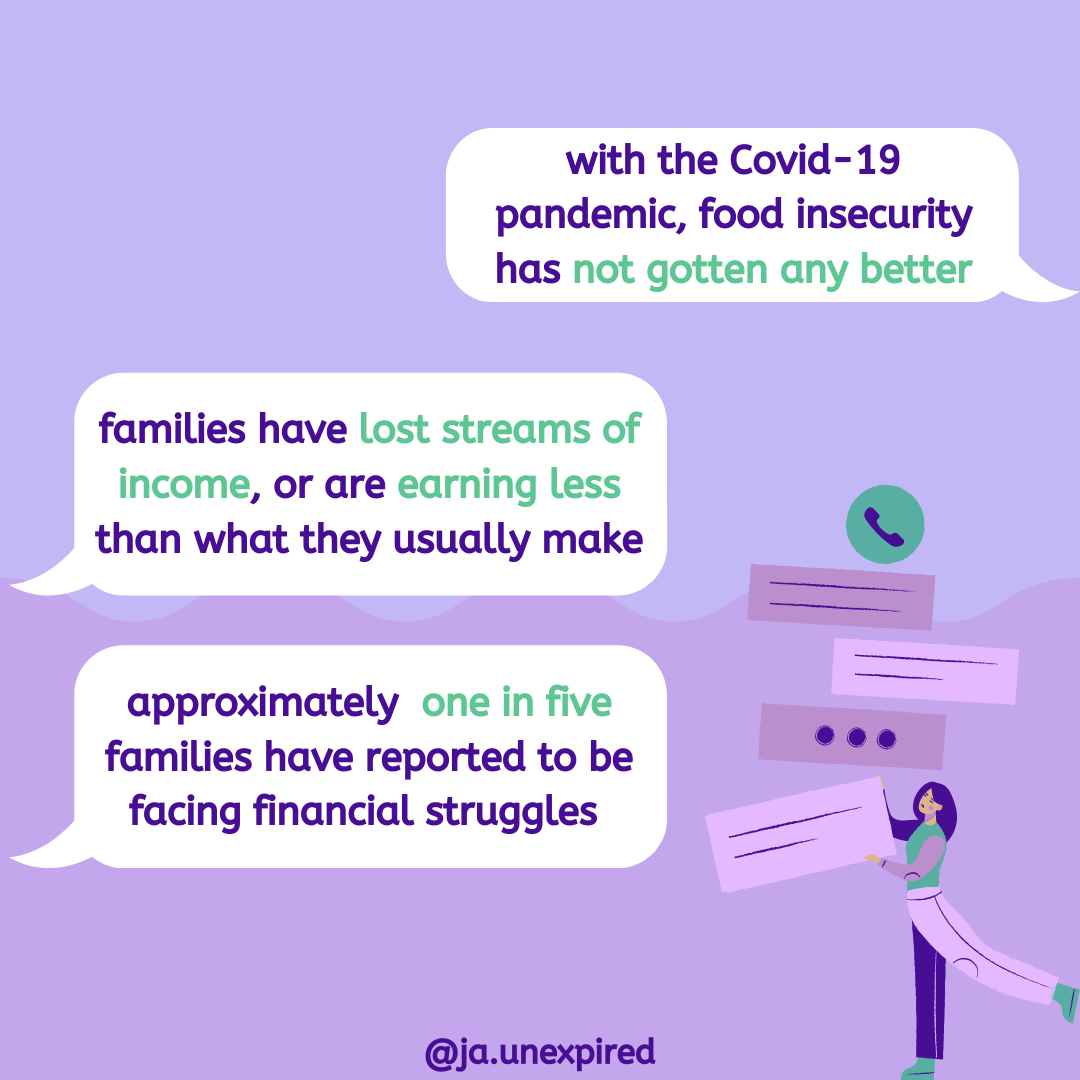 with the Covid-19
pandemic, food insecurity
has not gotten any better
families have lost streams of
income, or are earning less
than what they usually make
approximately one in five
families have reported to be
facing financial struggles
@ja.unexpired